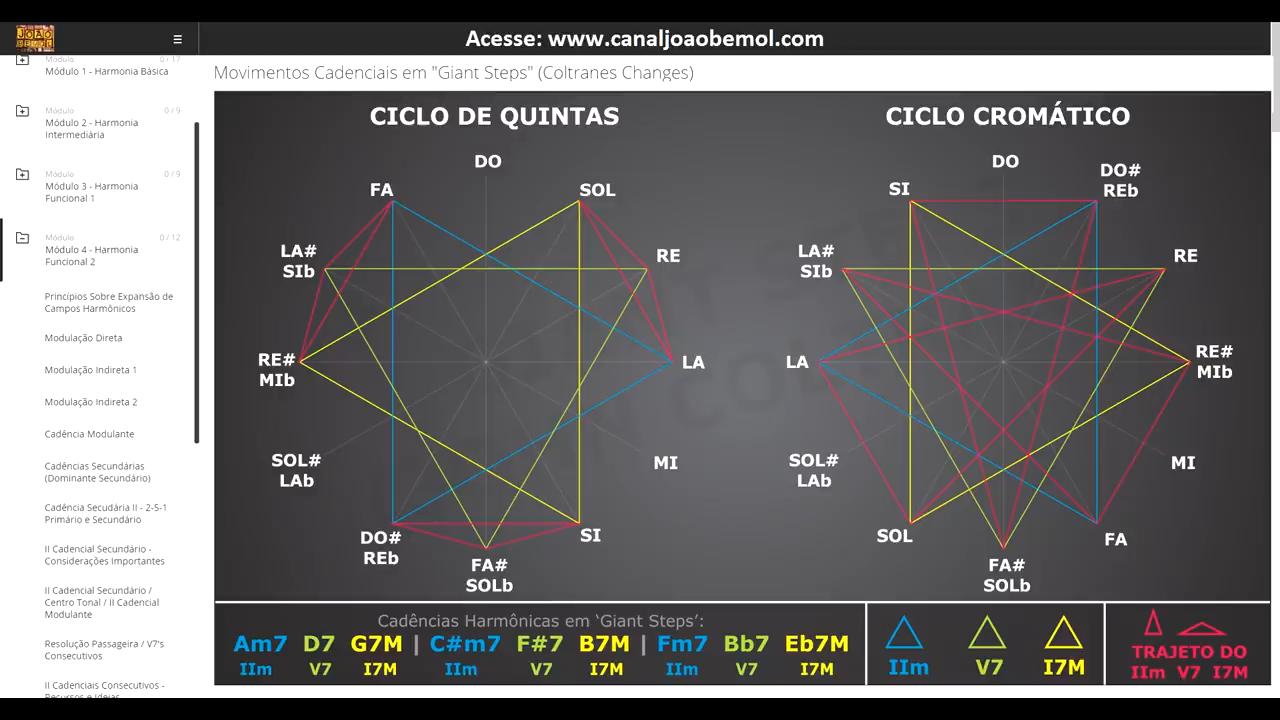 JOÃO
BEMOL
☰
Acesse: www.canaljoaobemol.com
Módulo 0 / 17
Módulo 1 - Harmonia Básica
Módulo 0 / 9
Módulo 2 - Harmonia
Intermediária
Módulo 0 / 9
Módulo 3 - Harmonia
Funcional 1
Módulo 0 / 12
Módulo 4 - Harmonia
Funcional 2
Princípios Sobre Expansão de
Campos Harmônicos
Modulação Direta
Modulação Indireta 1
Modulação Indireta 2
Cadência Modulante
Cadências Secundárias
(Dominante Secundário)
Cadência Secudária II - 2-5-1
Primário e Secundário
II Cadencial Secundário -
Considerações Importantes
II Cadencial Secundário /
Centro Tonal / II Cadencial
Modulante
Resolução Passageira / V7's
Consecutivos
II Cadenciais Consecutivos -
Recursos e Ideias
Movimentos Cadenciais em "Giant Steps" (Coltranes Changes)
CICLO DE QUINTAS
DO
SOL
RE
LA
MI
SI
FA#
SOLb
DO#
REb
SOL#
LAb
RE#
MIb
LA#
SIb
FA
CICLO CROMÁTICO
DO
DO#
REb
RE
RE#
MIb
MI
FA
FA#
SOLb
SOL
SOL#
LAb
LA
LA#
SIb
SI
Cadências Harmônicas em ‘Giant Steps’:
Am7 D7 G7M | C#m7 F#7 B7M | Fm7 Bb7 Eb7M
IIm V7 I7M IIm V7 I7M IIm V7 I7M
IIm V7 I7M
TRAJETO DO
IIm V7 I7M